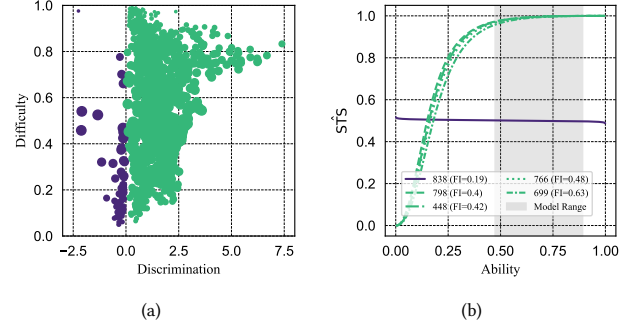 1.0
0.8
0.6
0.4
0.2
0.0
Difficulty
−2.5 0.0 2.5 5.0 7.5
Discrimination
(a)
1.0
0.8
0.6
0.4
0.2
0.0
ST̂S
838 (FI=0.19)
798 (FI=0.4)
448 (FI=0.42)
766 (FI=0.48)
699 (FI=0.63)
Model Range
0.00 0.25 0.50 0.75 1.00
Ability
(b)